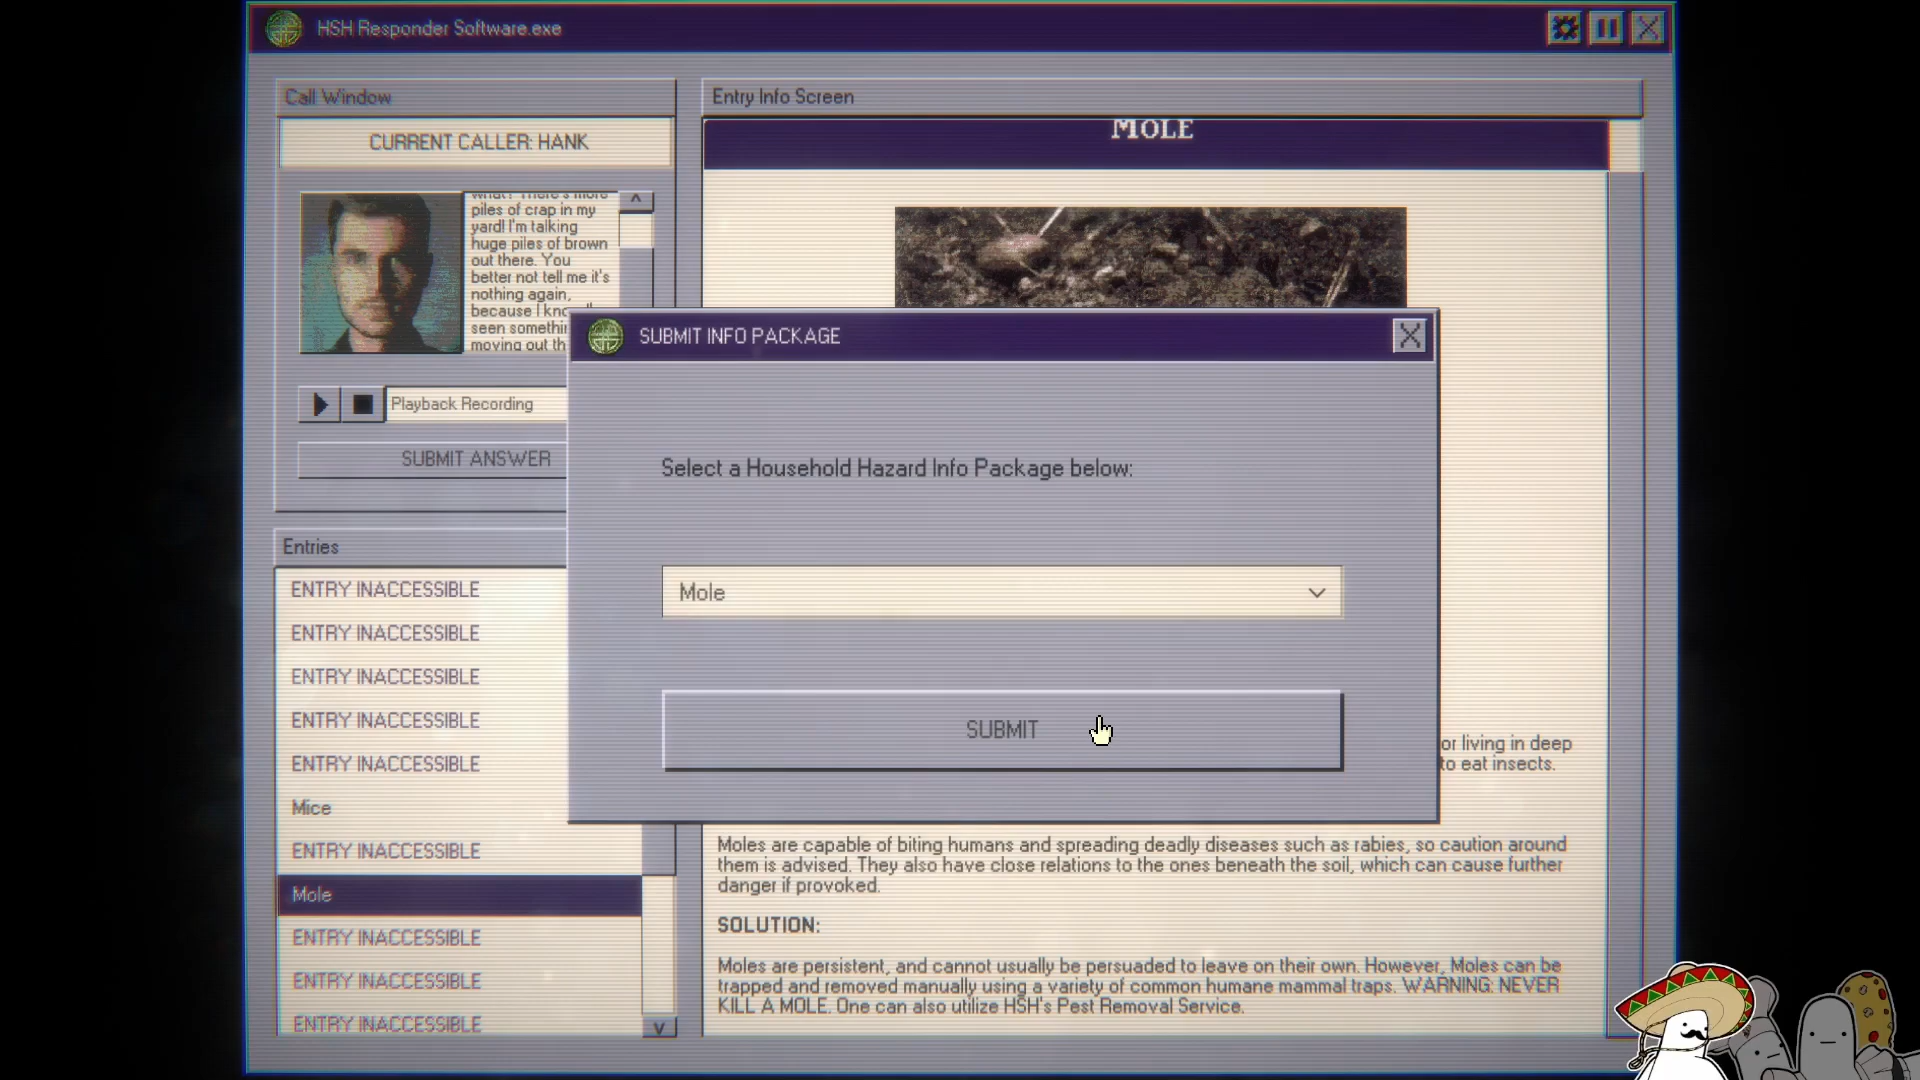 HSH Responder Software.exe
Call Window
CURRENT CALLER: HANK
what? There's more
piles of crap in my
yard! I'm talking
huge piles of brown
out there. You
better not tell me it's
nothing again,
because I
seen
moving out
Playback Recording
SUBMIT ANSWER
Entries
ENTRY INACCESSIBLE
ENTRY INACCESSIBLE
ENTRY INACCESSIBLE
ENTRY INACCESSIBLE
ENTRY INACCESSIBLE
Mice
ENTRY INACCESSIBLE
Mole
ENTRY INACCESSIBLE
ENTRY INACCESSIBLE
ENTRY INACCESSIBLE
Entry Info Screen
MOLE
or living in deep
to eat insects.
Moles are capable of biting humans and spreading deadly diseases such as rabies, so caution around
them is advised. They also have close relations to the ones beneath the soil, which can cause further
danger if provoked.
SOLUTION:
Moles are persistent, and cannot usually be persuaded to leave on their own. However, Moles can be
trapped and removed manually using a variety of common humane mammal traps. WARNING: NEVER
KILL A MOLE. One can also utilize HSH's Pest Removal Service.
SUBMIT INFO PACKAGE
Select a Household Hazard Info Package below:
Mole
SUBMIT